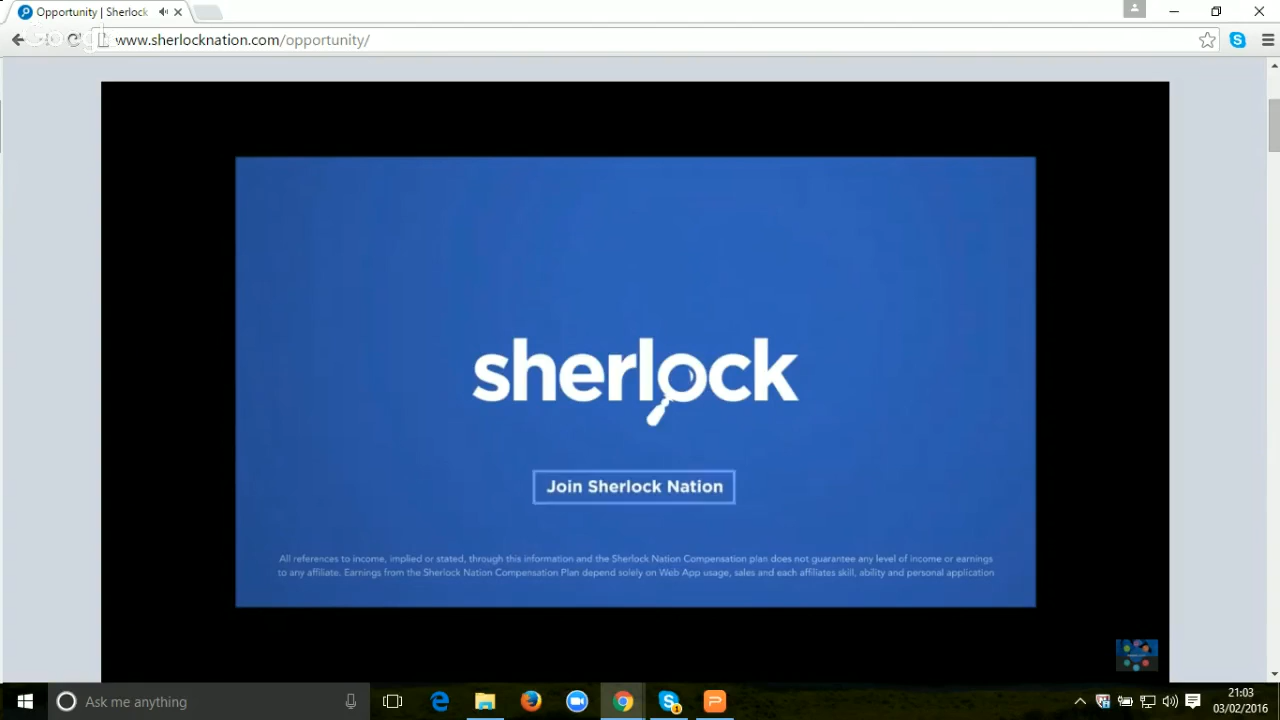 Opportunity | Sherlock
www.sherlocknation.com/opportunity/
sherlock
Join Sherlock Nation
All references to income, implied or stated, through this information and the Sherlock Nation Compensation plan does not guarantee any level of income or earnings
to any affiliate. Earnings from the Sherlock Nation Compensation Plan depend solely on Web App usage, sales and each affiliates skill, ability and personal application
Ask me anything
1
21:03
03/02/2016